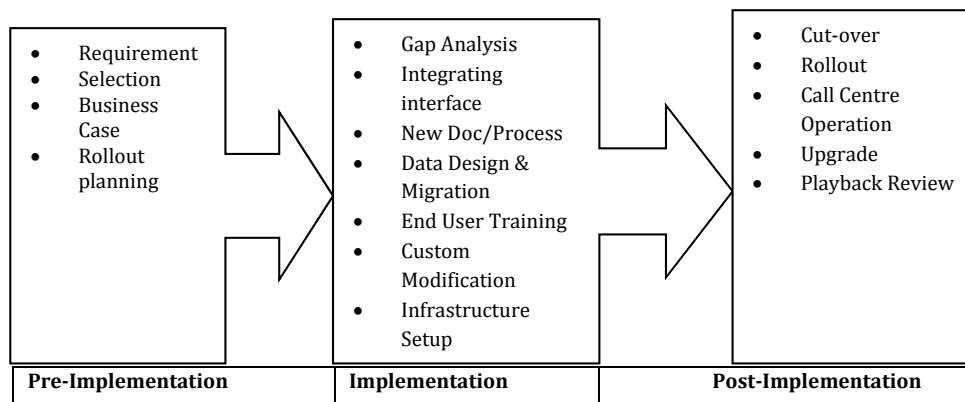 • Requirement
• Selection
• Business
Case
• Rollout
planning
• Gap Analysis
• Integrating
interface
• New Doc/Process
• Data Design &
Migration
• End User Training
• Custom
Modification
• Infrastructure
Setup
• Cut-over
• Rollout
• Call Centre
Operation
• Upgrade
• Playback Review
Pre-Implementation
Implementation
Post-Implementation